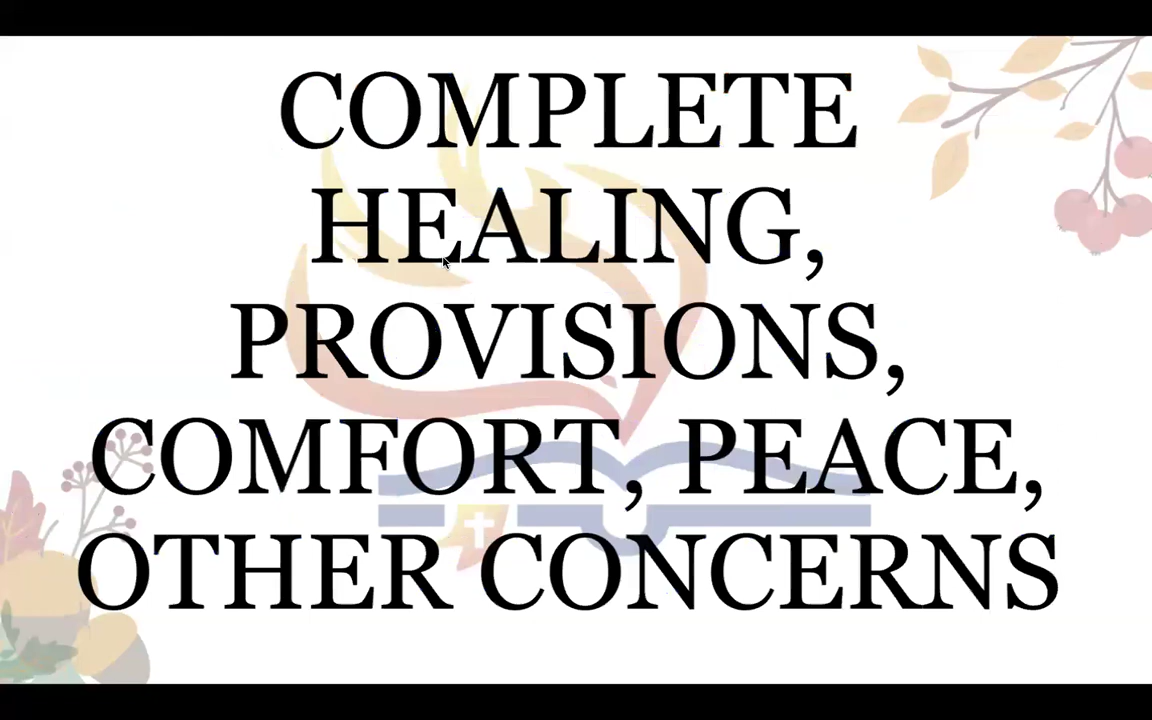 COMPLETE
HEALING,
PROVISIONS,
COMFORT, PEACE,
OTHER CONCERNS